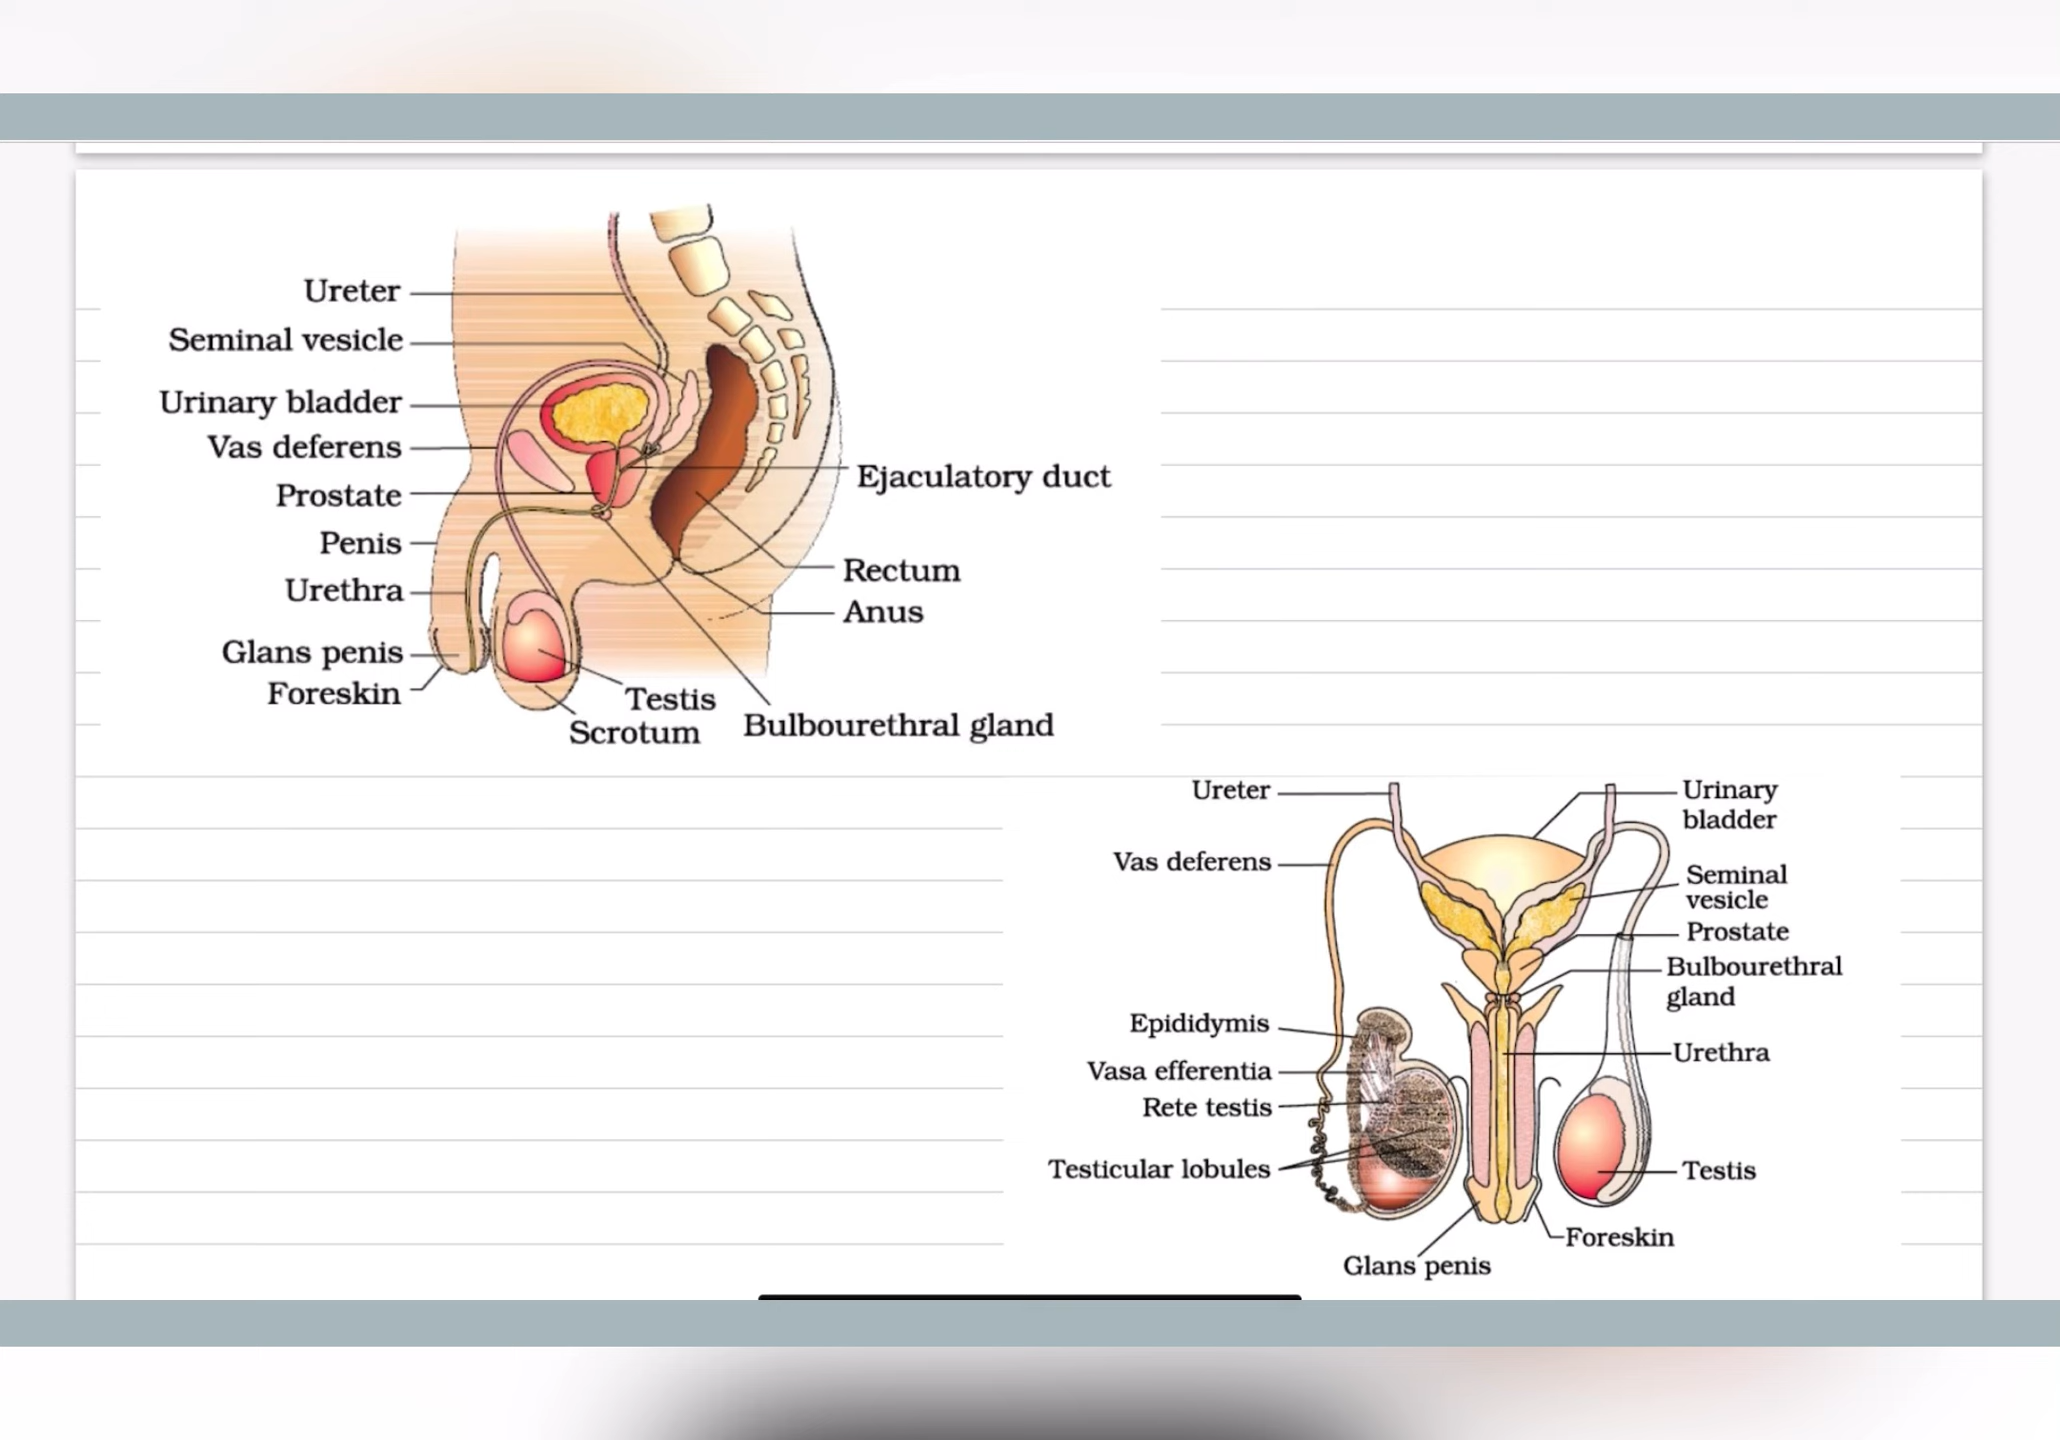 Ureter
Seminal vesicle
Urinary bladder
Vas deferens
Prostate
Penis
Urethra
Glans penis
Foreskin
Ejaculatory duct
Rectum
Anus
Testis
Scrotum
Bulbourethral gland
Ureter
Vas deferens
Epididymis
Vasa efferentia
Rete testis
Testicular lobules
Glans penis
Urinary
bladder
Seminal
vesicle
Prostate
Bulbourethral
gland
Urethra
Testis
Foreskin